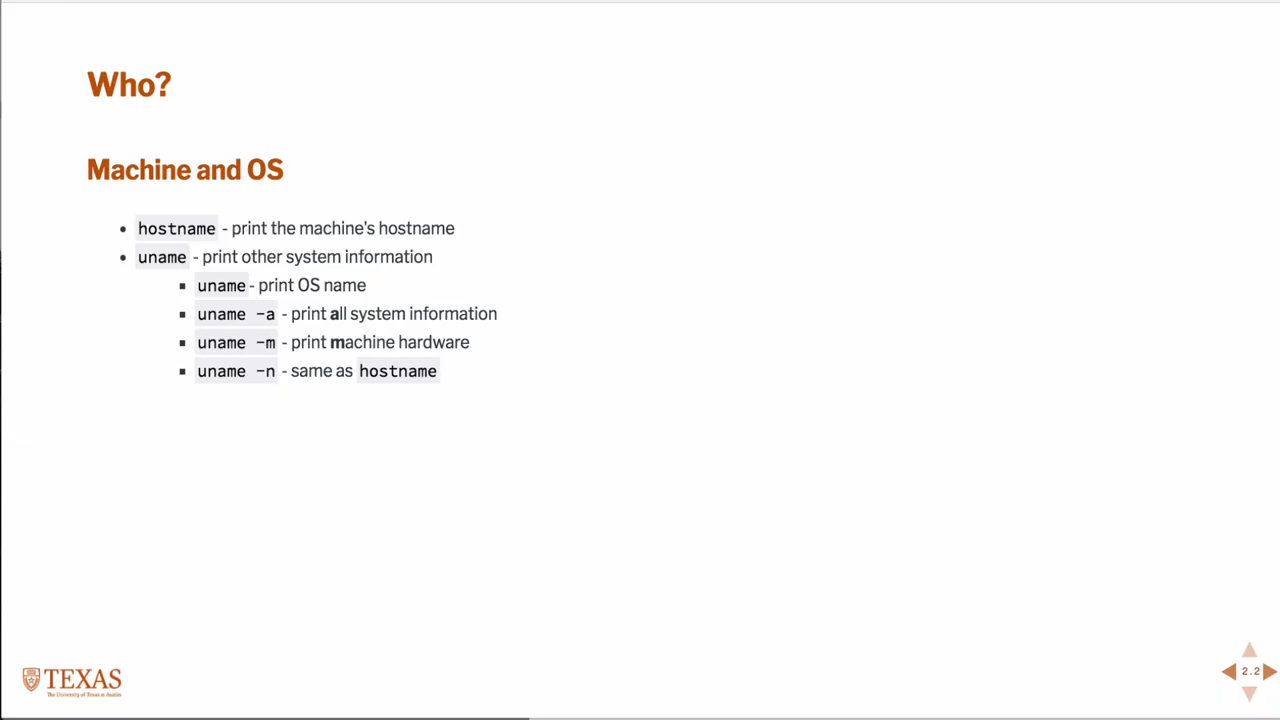 Who?
Machine and OS
hostname - print the machine's hostname
uname - print other system information
uname - print OS name
uname -a - print all system information
uname -m - print machine hardware
uname -n - same as hostname
TEXAS
The University of Texas at Austin
2.2